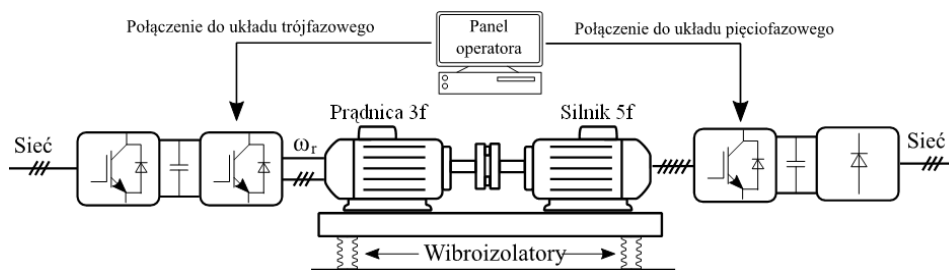 Połączenie do układu trójfazowego
Panel
operatora
Połączenie do układu pięciofazowego
Prądnica 3f
Silnik 5f
Sieć
ωr
Sieć
Wibroizolatory